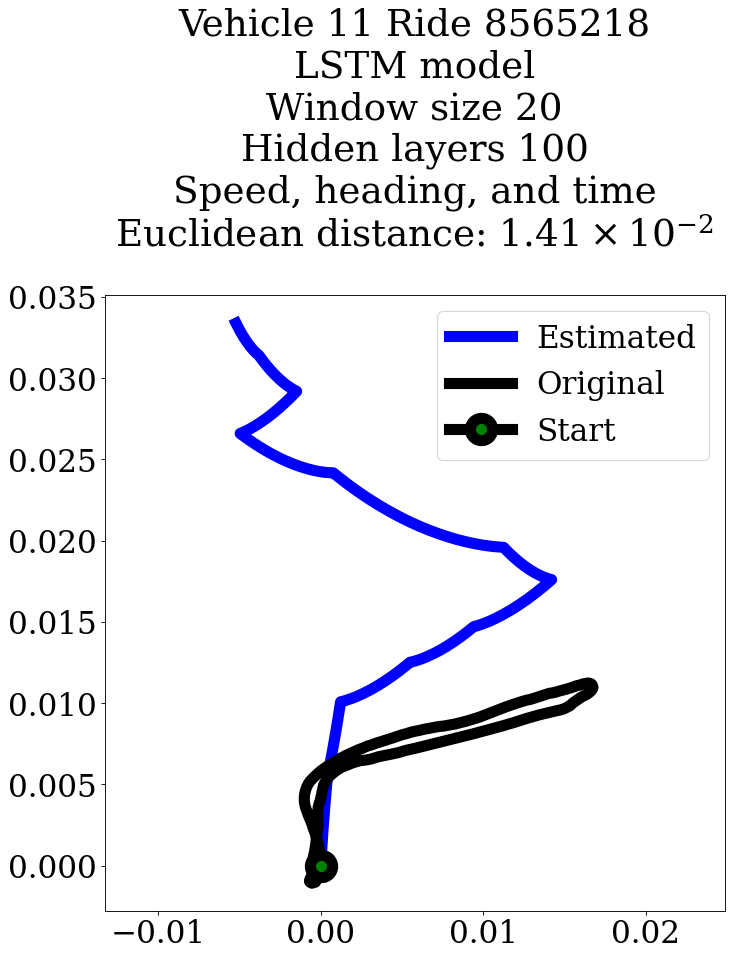 Vehicle 11 Ride 8565218
LSTM model
Window size 20
Hidden layers 100
Speed, heading, and time
Euclidean distance: 1.41 × 10⁻²
0.035
0.030
0.025
0.020
0.015
0.010
0.005
0.000
Estimated
Original
Start
−0.01
0.00
0.01
0.02